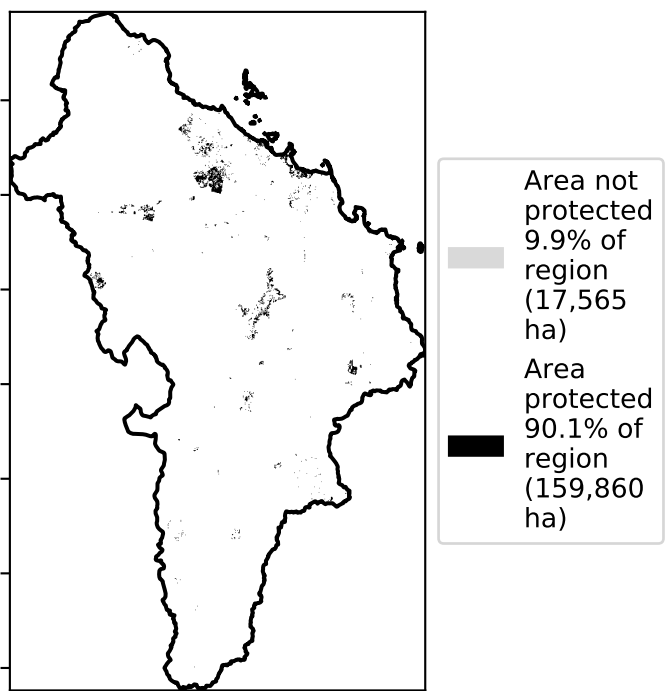 Area not
protected
9.9% of
region
(17,565
ha)
Area
protected
90.1% of
region
(159,860
ha)